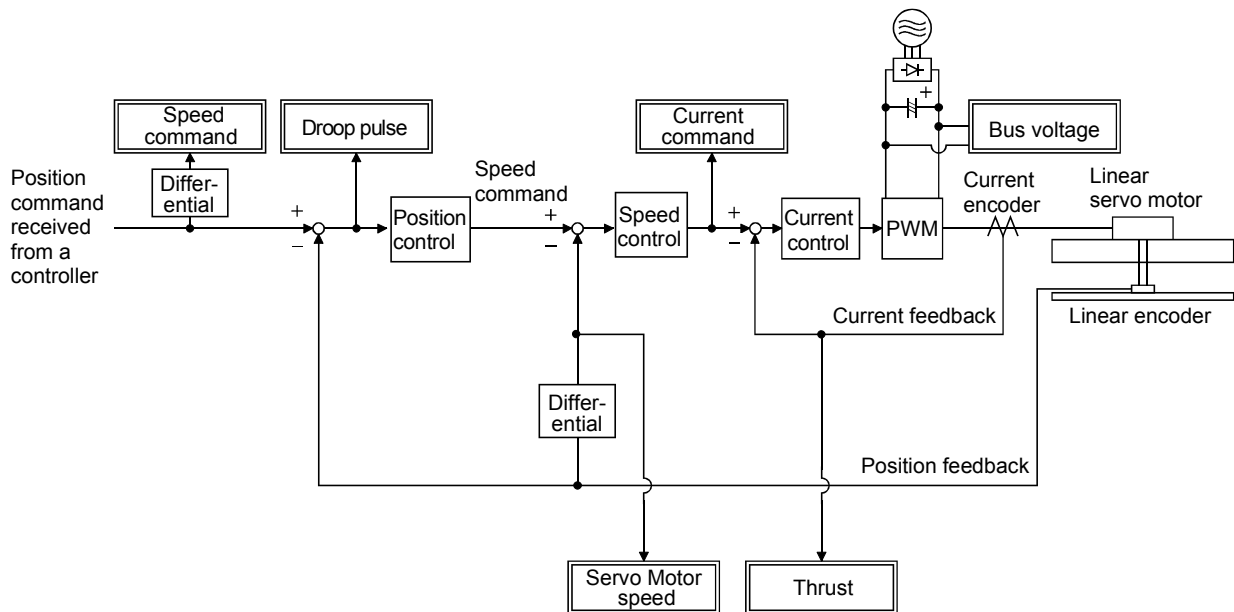 Speed
command
Droop pulse
Current
command
+
Bus voltage
Position
command
received
from a
controller
Differ-
ential
+
−
Position
control
Speed
command
+
−
Speed
control
+
−
Current
control
PWM
Current
encoder
Linear
servo motor
Current feedback
Linear encoder
Differ-
ential
Position feedback
Servo Motor
speed
Thrust